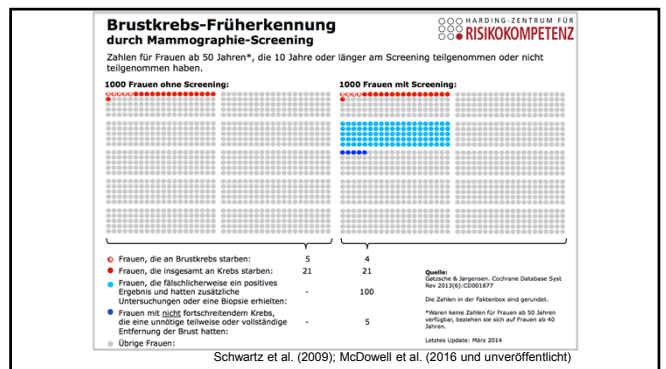 Brustkrebs-Früherkennung
durch Mammographie-Screening
HARDING-ZENTRUM FÜR
RISIKOKOMPETENZ
Zahlen für Frauen ab 50 Jahren*, die 10 Jahre oder länger am Screening teilgenommen oder nicht
teilgenommen haben.
1000 Frauen ohne Screening:
1000 Frauen mit Screening:
Frauen, die an Brustkrebs starben: 5 4
Frauen, die insgesamt an Krebs starben: 21 21
Frauen, die fälschlicherweise ein positives
Ergebnis und hatten zusätzliche - 100
Untersuchungen oder eine Biopsie erhielten:
Frauen mit nicht fortschreitendem Krebs,
die eine unnötige teilweise oder vollständige - 5
Entfernung der Brust hatten:
Übrige Frauen:
Quelle:
Gøtzsche & Jørgensen. Cochrane Database Syst
Rev 2013(6):CD001877
Die Zahlen in der Faktenbox sind gerundet.
*Waren keine Zahlen für Frauen ab 50 Jahren
verfügbar, beziehen sie sich auf Frauen ab 40
Jahren.
Letztes Update: März 2014
Schwartz et al. (2009); McDowell et al. (2016 und unveröffentlicht)